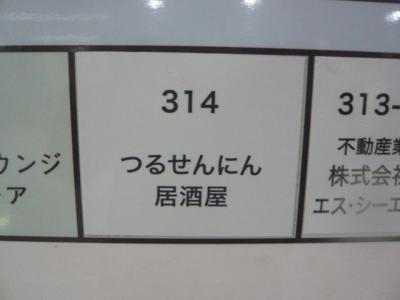 ウンジ
ア
314
つるせんにん
居酒屋
313-
不動産業
株式会社
エス・シーエ